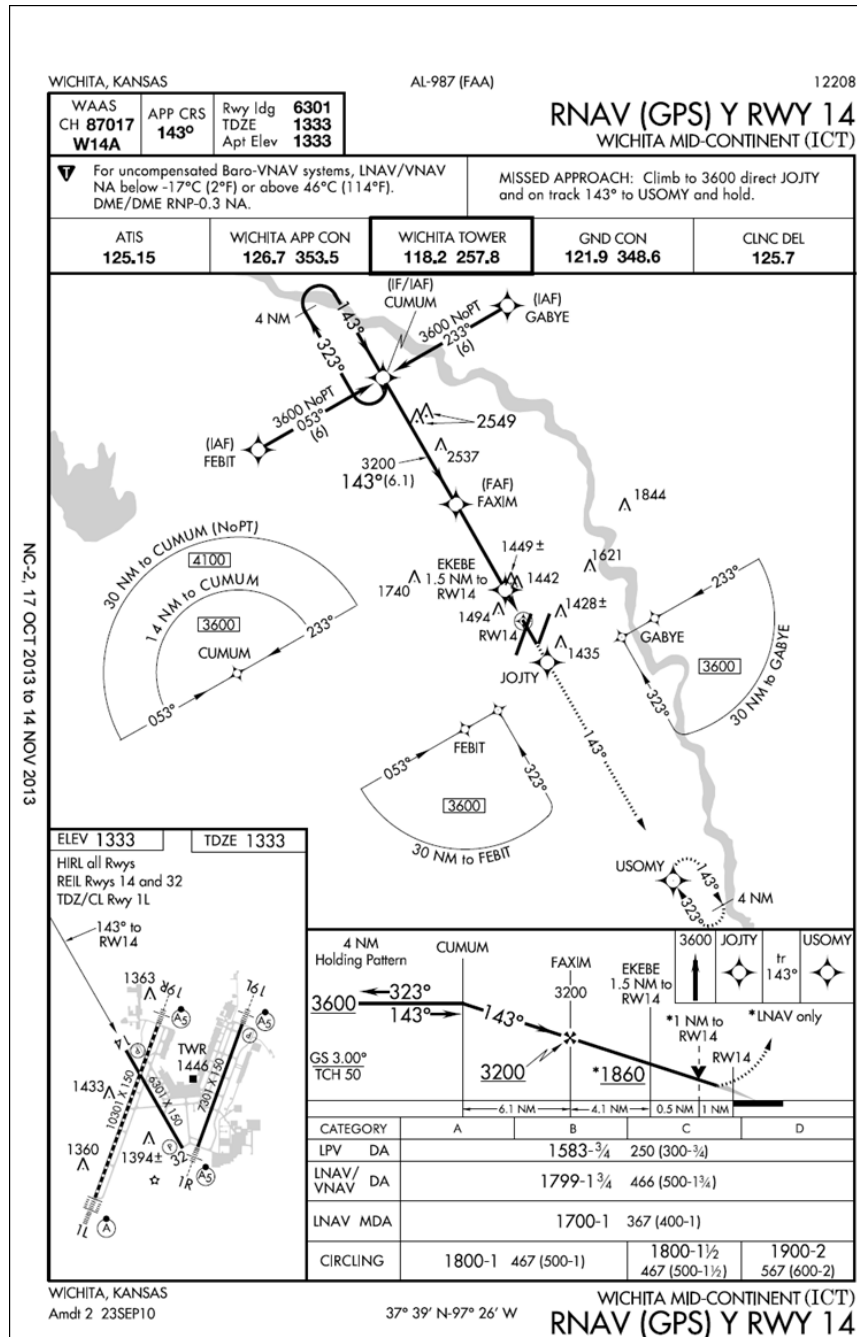 WICHITA, KANSAS
AL-987 (FAA)
12208
WAAS
CH 87017
W14A
APP CRS
143°
Rwy ldg 6301
TDZE 1333
Apt Elev 1333
RNAV (GPS) Y RWY 14
WICHITA MID-CONTINENT (ICT)
T
For uncompensated Baro-VNAV systems, LNAV/VNAV
NA below -17°C (2°F) or above 46°C (114°F).
DME/DME RNP-0.3 NA.
MISSED APPROACH: Climb to 3600 direct JOJTY
and on track 143° to USOMY and hold.
ATIS
125.15
WICHITA APP CON
126.7 353.5
WICHITA TOWER
118.2 257.8
GND CON
121.9 348.6
CLNC DEL
125.7
4 NM
143°
323°
(IF/IAF)
CUMUM
(IAF)
GABYE
3600 NoPT
233°
(6)
3600 NoPT
053°
(6)
(IAF)
FEBIT
2549
2537
3200
143°(6.1)
(FAF)
FAXIM
1844
1449±
1621
EKEBE
1.5 NM to
RW14
1442
1740
1494
1428±
RW14
1435
JOJTY
30 NM to CUMUM (NoPT)
4100
14 NM to CUMUM
3600
CUMUM
233°
053°
233°
GABYE
3600
323°
30 NM to GABYE
053°
FEBIT
323°
3600
30 NM to FEBIT
143°
USOMY
143°
323°
4 NM
NC-2, 17 OCT 2013 to 14 NOV 2013
ELEV 1333
TDZE 1333
HIRL all Rwys
REIL Rwys 14 and 32
TDZ/CL Rwy 1L
143° to
RW14
1363
19R
19L
A5
A5
14
P
P
TWR
1446
1433
10301 X 150
6301 X 150
7301 X 150
1360
1394±
32
P
1R
A5
1L
A
4 NM
Holding Pattern
CUMUM
FAXIM
3200
EKEBE
1.5 NM to
RW14
3600
JOJTY
tr
143°
USOMY
3600
323°
143°
143°
*1 NM to
RW14
*LNAV only
RW14
GS 3.00°
TCH 50
3200
*1860
6.1 NM
4.1 NM
0.5 NM
1 NM
CATEGORY A B C D
LPV DA 1583-¾ 250 (300-¾)
LNAV/
VNAV DA 1799-1¾ 466 (500-1¾)
LNAV MDA 1700-1 367 (400-1)
CIRCLING 1800-1 467 (500-1)
1800-1½
467 (500-1½)
1900-2
567 (600-2)
WICHITA, KANSAS
Amdt 2 23SEP10
37° 39' N-97° 26' W
WICHITA MID-CONTINENT (ICT)
RNAV (GPS) Y RWY 14